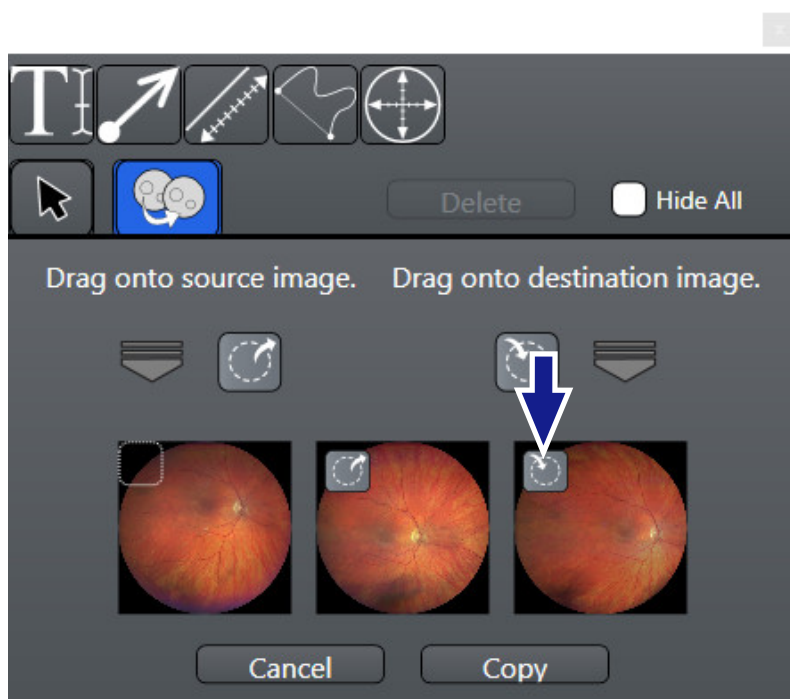 T
Delete
Hide All
Drag onto source image.
Drag onto destination image.
Cancel
Copy